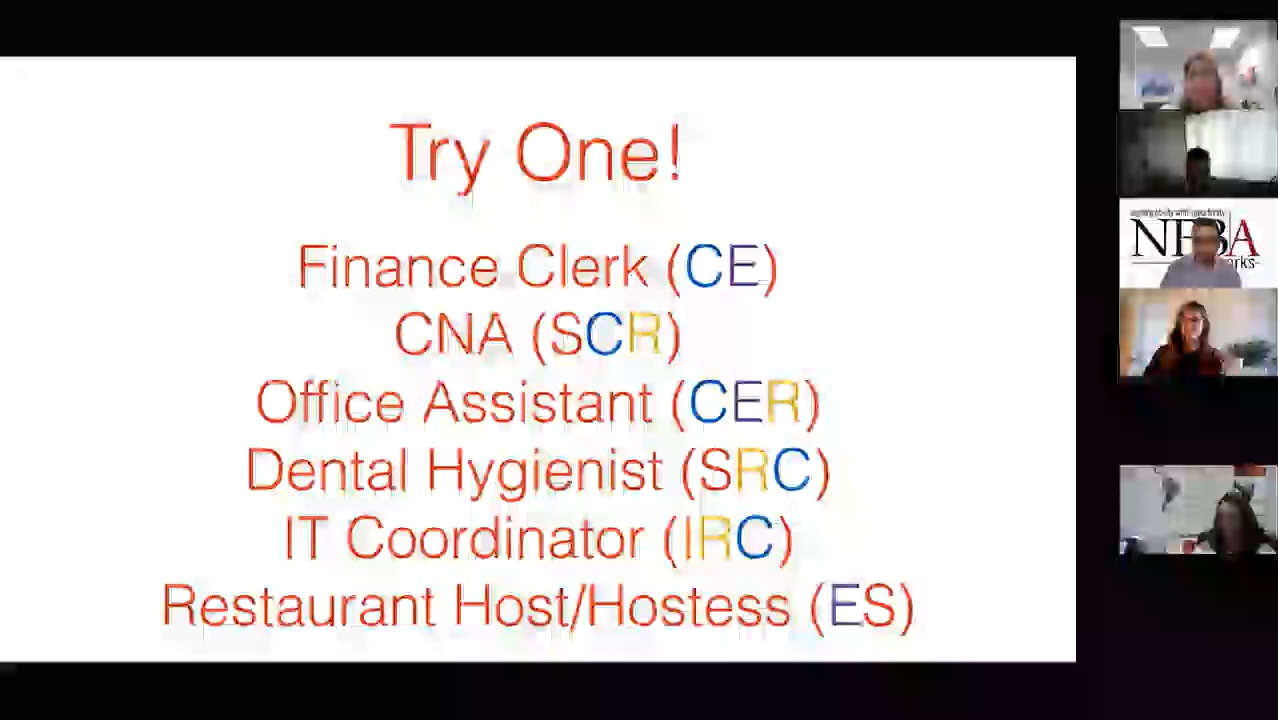 Try One!
Finance Clerk (CE)
CNA (SCR)
Office Assistant (CER)
Dental Hygienist (SRC)
IT Coordinator (IRC)
Restaurant Host/Hostess (ES)